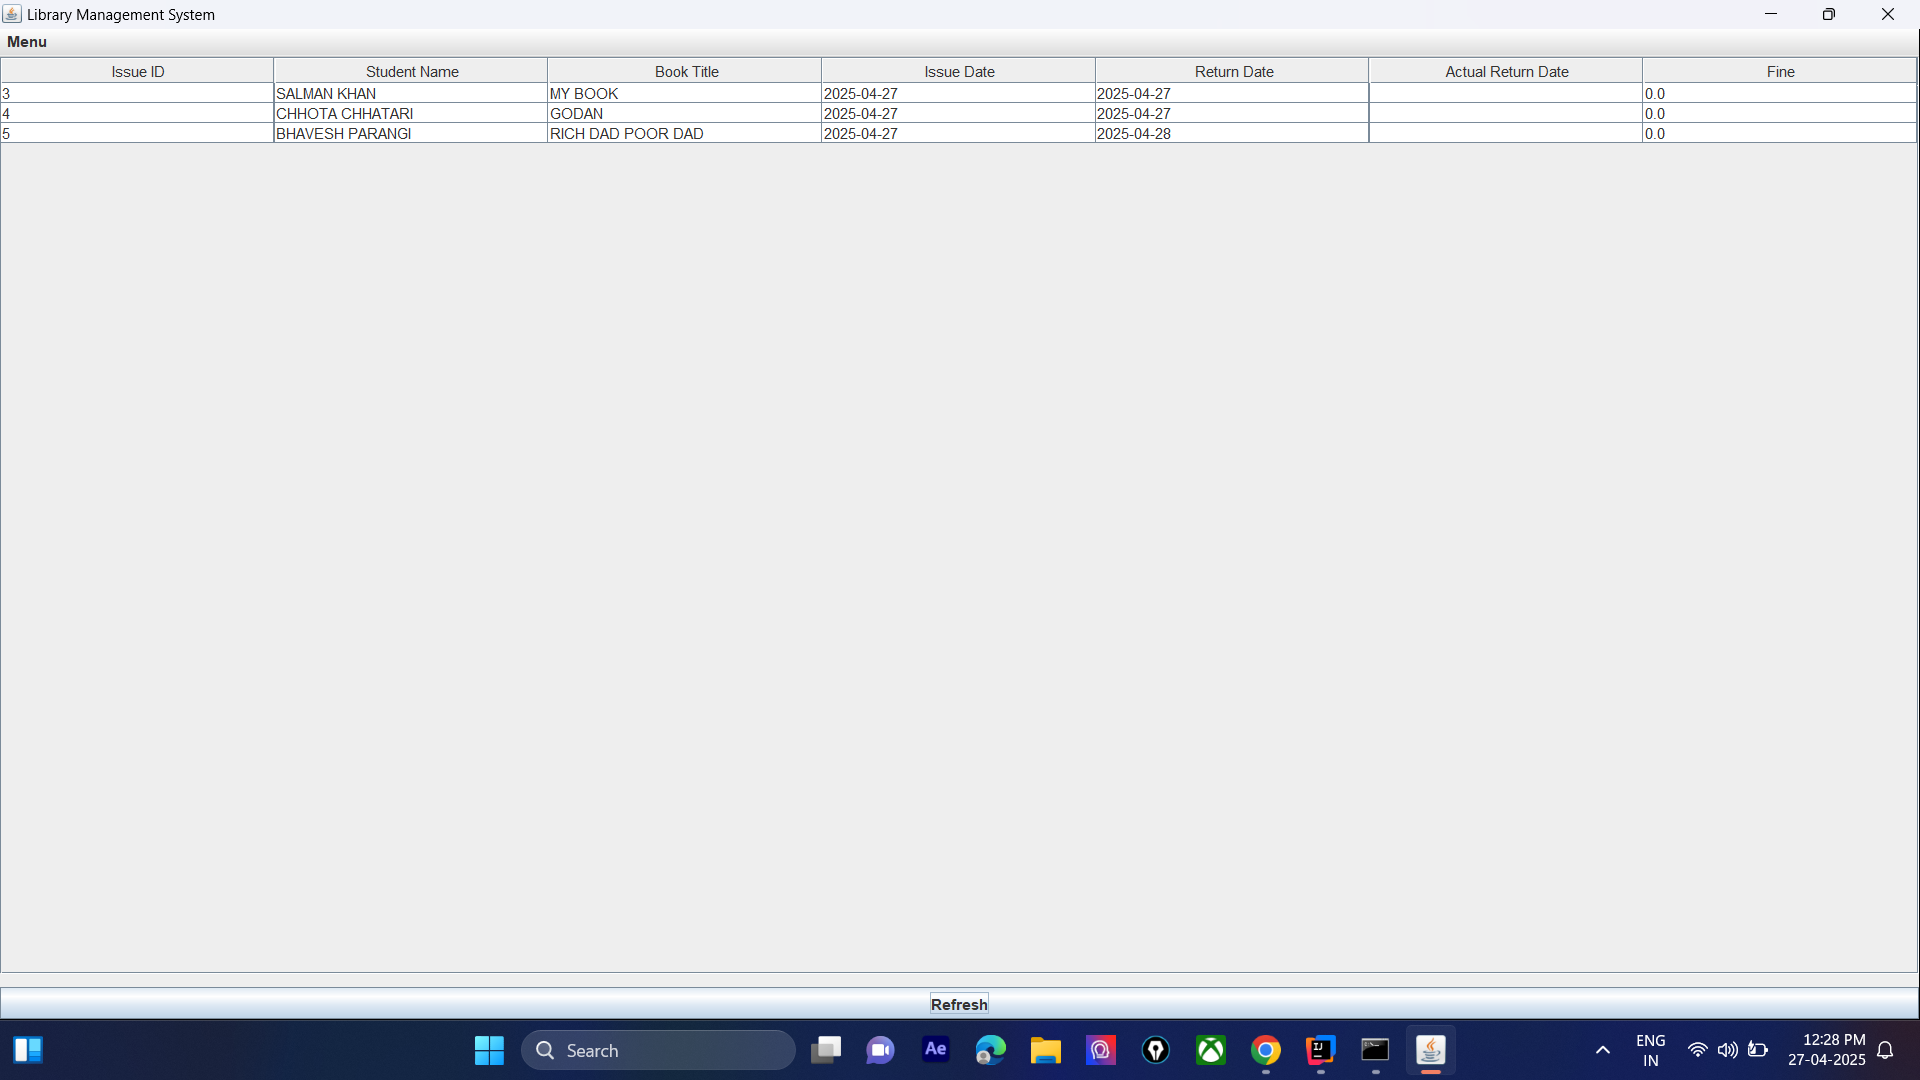 Library Management System
Menu
Issue ID Student Name Book Title Issue Date Return Date Actual Return Date Fine
3 SALMAN KHAN MY BOOK 2025-04-27 2025-04-27 0.0
4 CHHOTA CHHATARI GODAN 2025-04-27 2025-04-27 0.0
5 BHAVESH PARANGI RICH DAD POOR DAD 2025-04-27 2025-04-28 0.0
Refresh
Search
Ae
IJ
ENG
IN
12:28 PM
27-04-2025